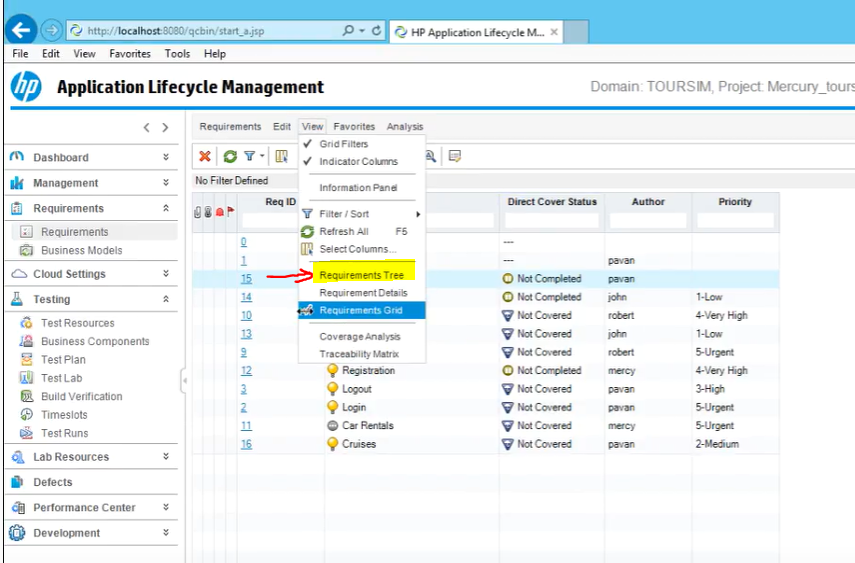 http://localhost:8080/qcbin/start_a.jsp
HP Application Lifecycle M...
File Edit View Favorites Tools Help
hp Application Lifecycle Management
Domain: TOURSIM, Project: Mercury_tours
Requirements Edit View Favorites Analysis
Dashboard
Management
Requirements
Requirements
Business Models
Cloud Settings
Testing
Test Resources
Business Components
Test Plan
Test Lab
Build Verification
Timeslots
Test Runs
Lab Resources
Defects
Performance Center
Development
Grid Filters
Indicator Columns
Information Panel
Filter / Sort
Refresh All F5
Select Columns...
Requirements Tree
Requirement Details
Requirements Grid
Coverage Analysis
Traceability Matrix
No Filter Defined
Req ID Direct Cover Status Author Priority
0 ---
1 --- pavan
15 Not Completed pavan
14 Not Completed john 1-Low
10 Not Covered robert 4-Very High
13 Not Covered john 1-Low
9 Not Covered robert 5-Urgent
12 Registration Not Completed mercy 4-Very High
3 Logout Not Covered pavan 3-High
2 Login Not Covered pavan 5-Urgent
11 Car Rentals Not Covered mercy 5-Urgent
16 Cruises Not Covered pavan 2-Medium